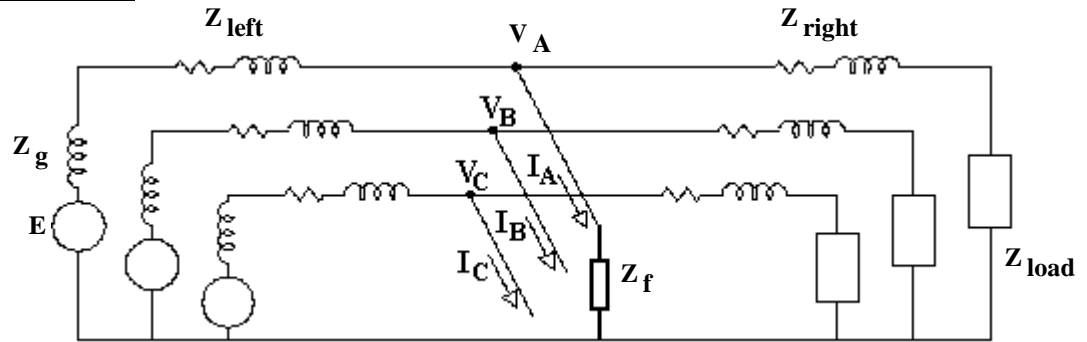 Z left
V A
Z right
V B
Z g
V C
I A
E
I B
I C
Z f
Z load